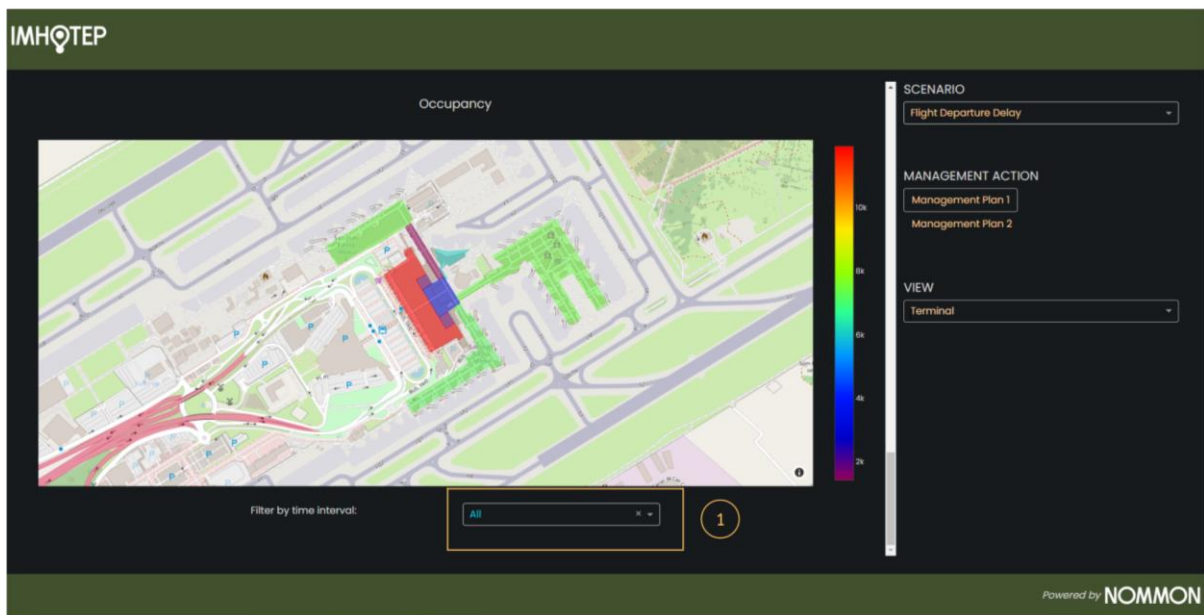 IMHOTEP
Occupancy
SCENARIO
Flight Departure Delay
MANAGEMENT ACTION
Management Plan 1
Management Plan 2
VIEW
Terminal
10k
8k
6k
4k
2k
P
P
P
P
P
P
P
P
Filter by time interval:
All
×
1
Powered by NOMMON